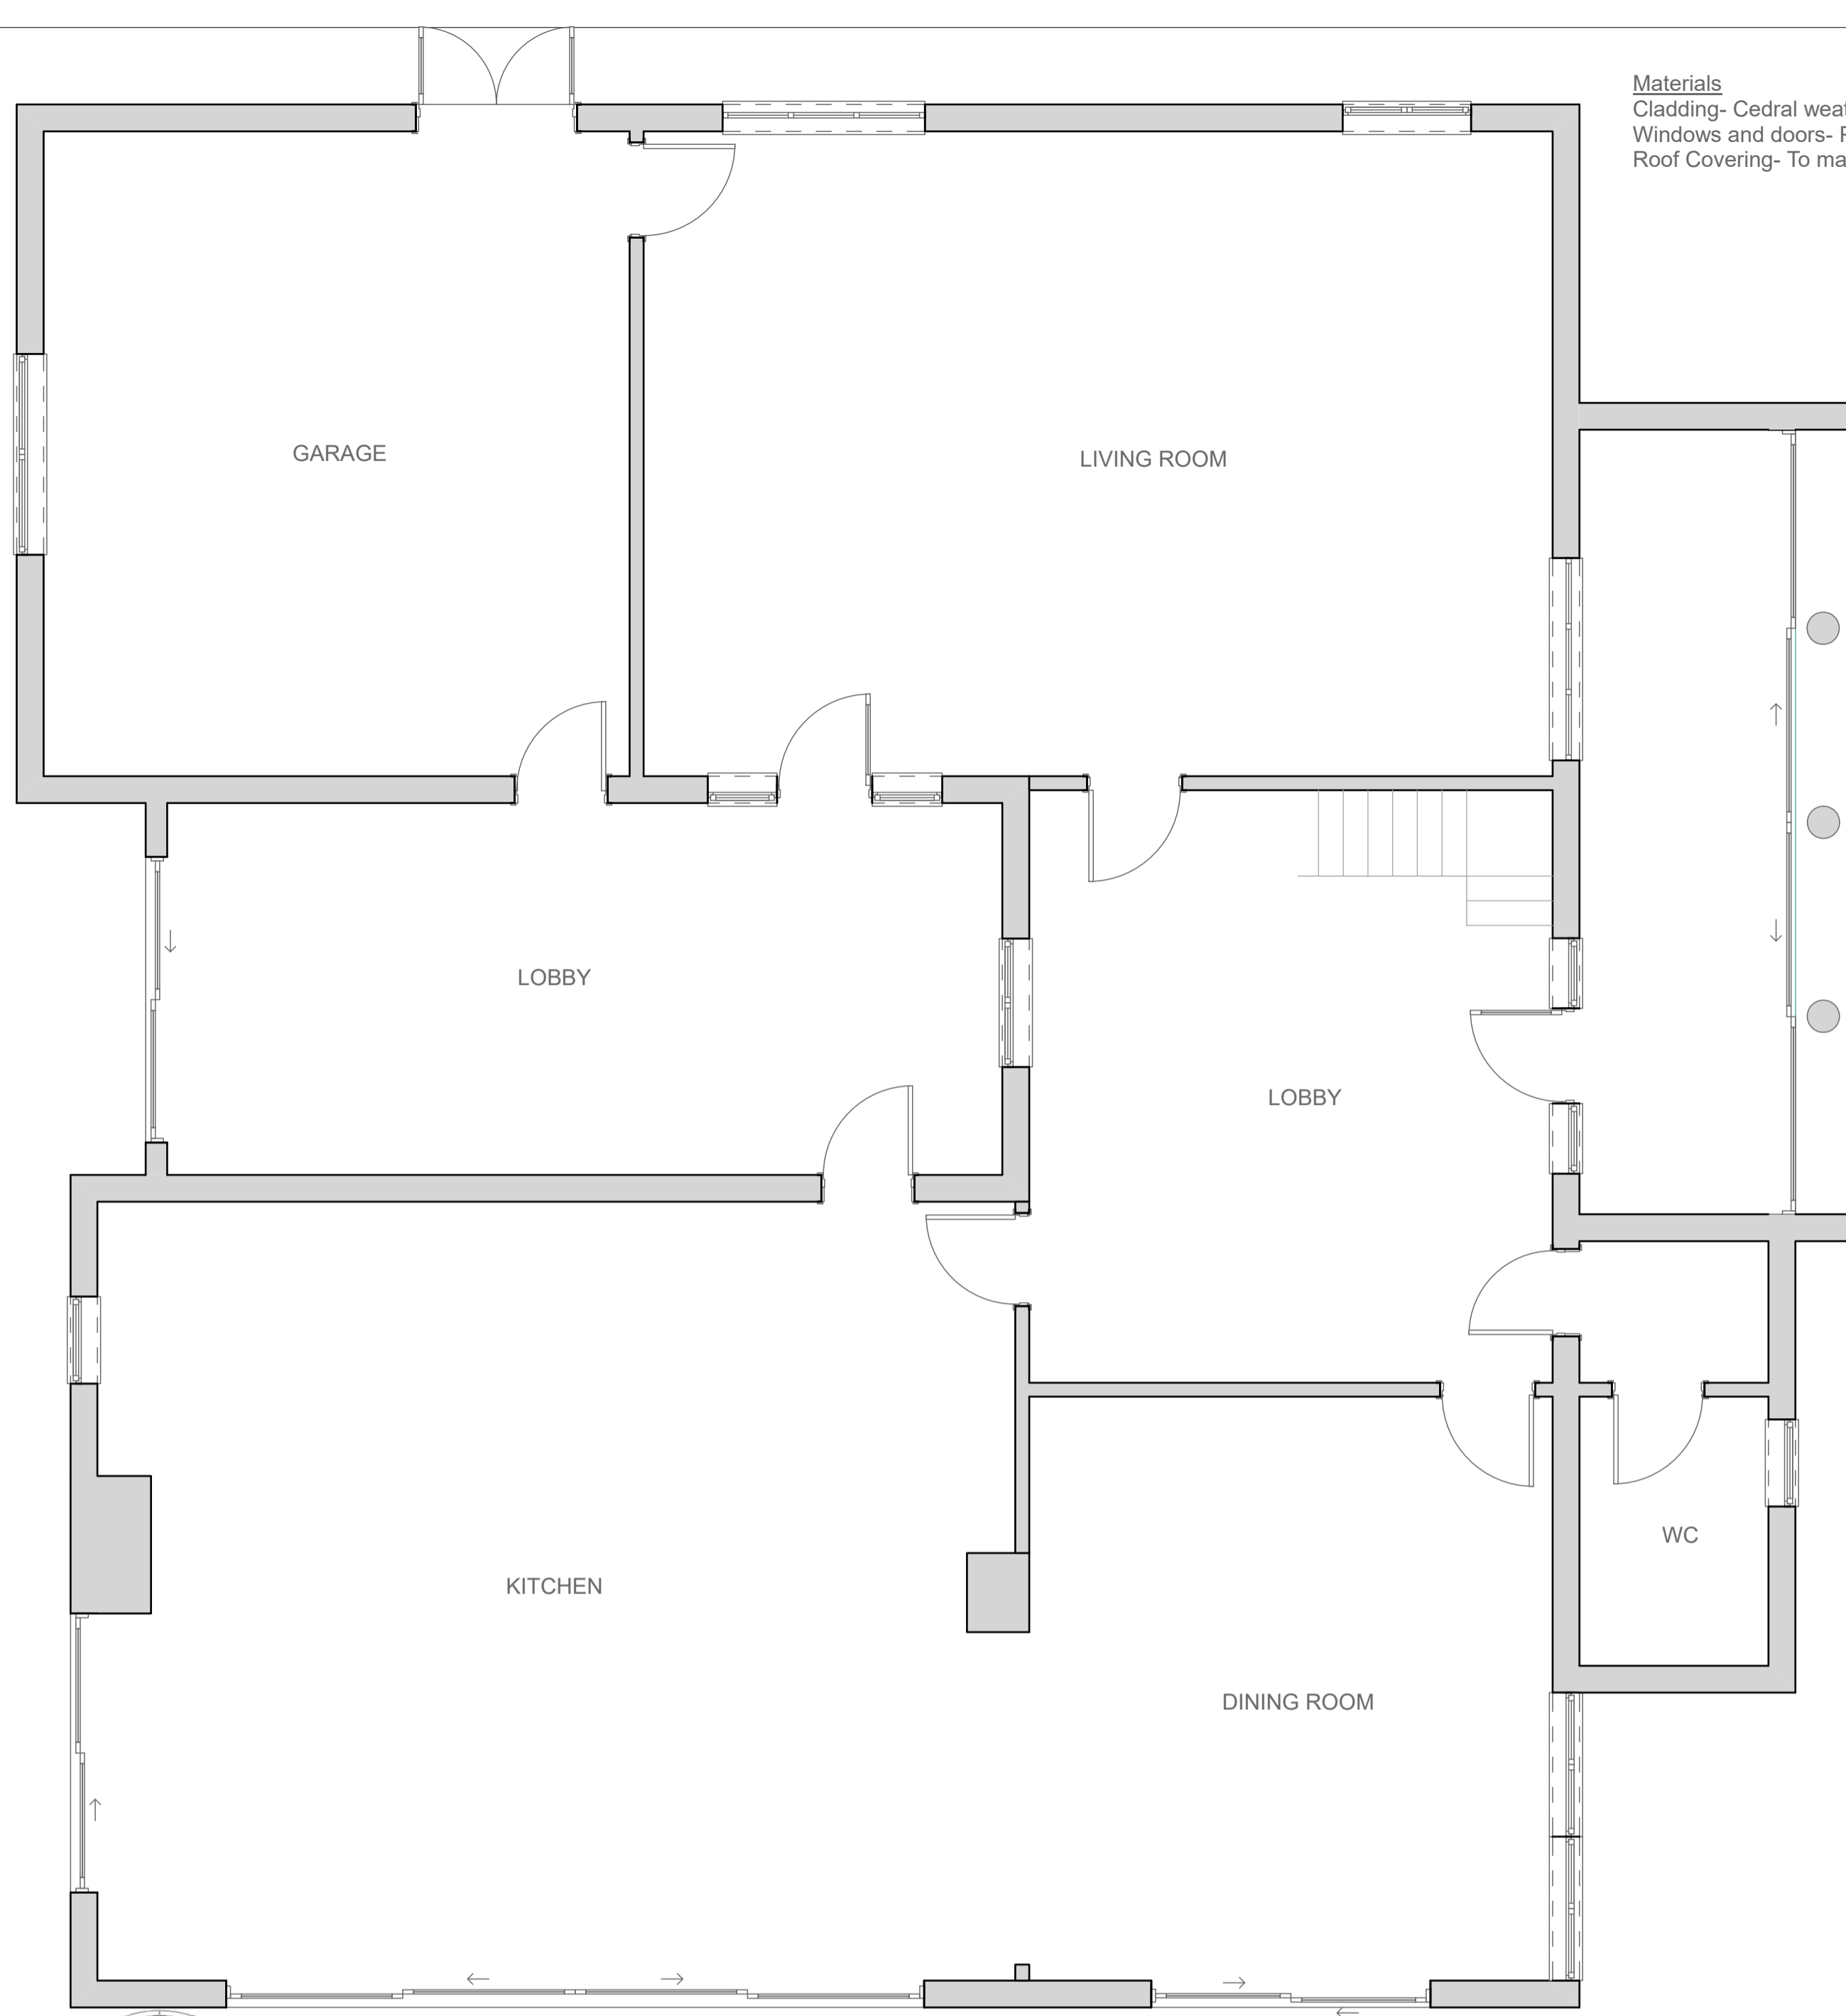 Materials
Cladding- Cedral
Windows and doors-
Roof Covering- To
GARAGE
LIVING ROOM
LOBBY
LOBBY
KITCHEN
WC
DINING ROOM